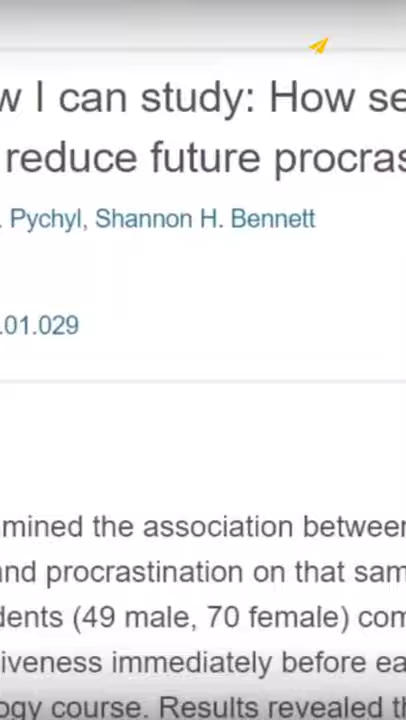 w I can study: How se
reduce future procras
. Pychyl, Shannon H. Bennett
.01.029
mined the association between
and procrastination on that sam
dents (49 male, 70 female) com
iveness immediately before ea
ogy course. Results revealed th